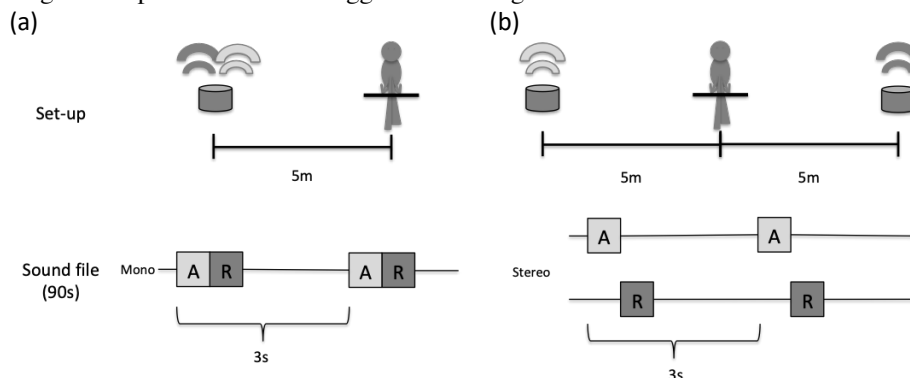 (a)
(b)
Set-up
5m
5m
5m
Sound file
(90s)
Mono
A R
A R
3s
Stereo
A
A
R
R
3s